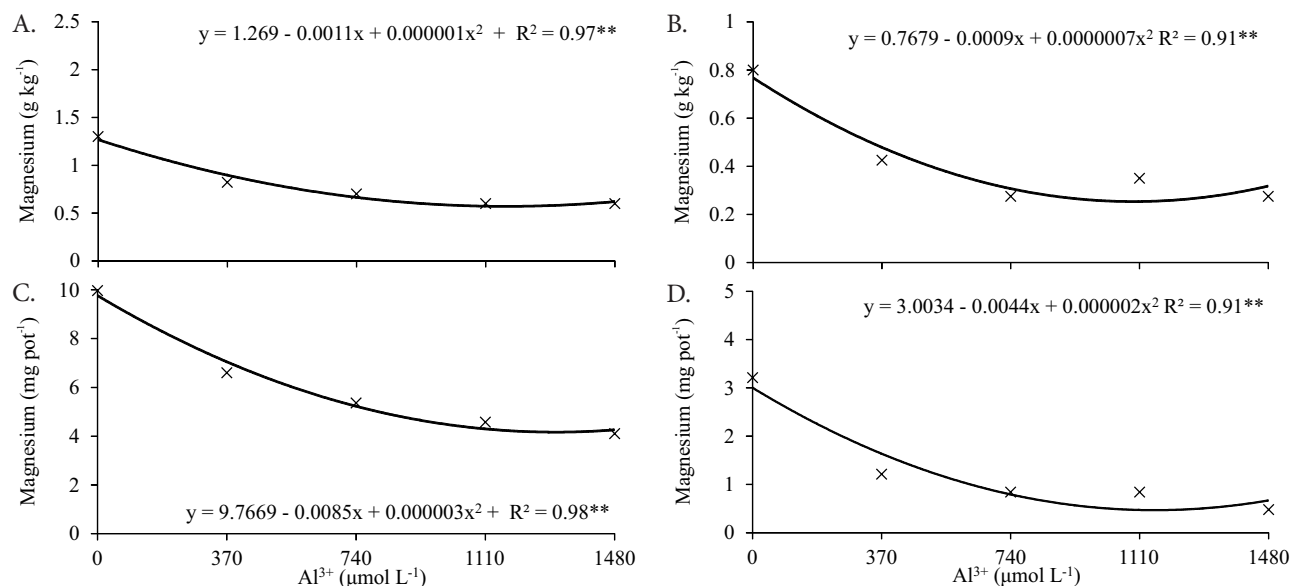 A.
y = 1.269 - 0.0011x + 0.000001x² + R² = 0.97**
2.5
2
1.5
1
0.5
0
Magnesium (g kg⁻¹)
B.
y = 0.7679 - 0.0009x + 0.0000007x² R² = 0.91**
1
0.8
0.6
0.4
0.2
0
Magnesium (g kg⁻¹)
C.
10
8
6
4
2
0
Magnesium (mg pot⁻¹)
y = 9.7669 - 0.0085x + 0.000003x² + R² = 0.98**
0 370 740 1110 1480
Al³⁺ (μmol L⁻¹)
D.
y = 3.0034 - 0.0044x + 0.000002x² R² = 0.91**
5
4
3
2
1
0
Magnesium (mg pot⁻¹)
0 370 740 1110 1480
Al³⁺ (μmol L⁻¹)